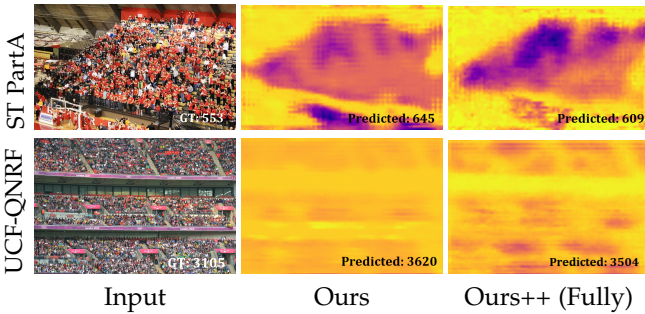 ST PartA
GT: 553
Predicted: 645
Predicted: 609
UCF-QNRF
GT: 3105
Predicted: 3620
Predicted: 3504
Input
Ours
Ours++ (Fully)